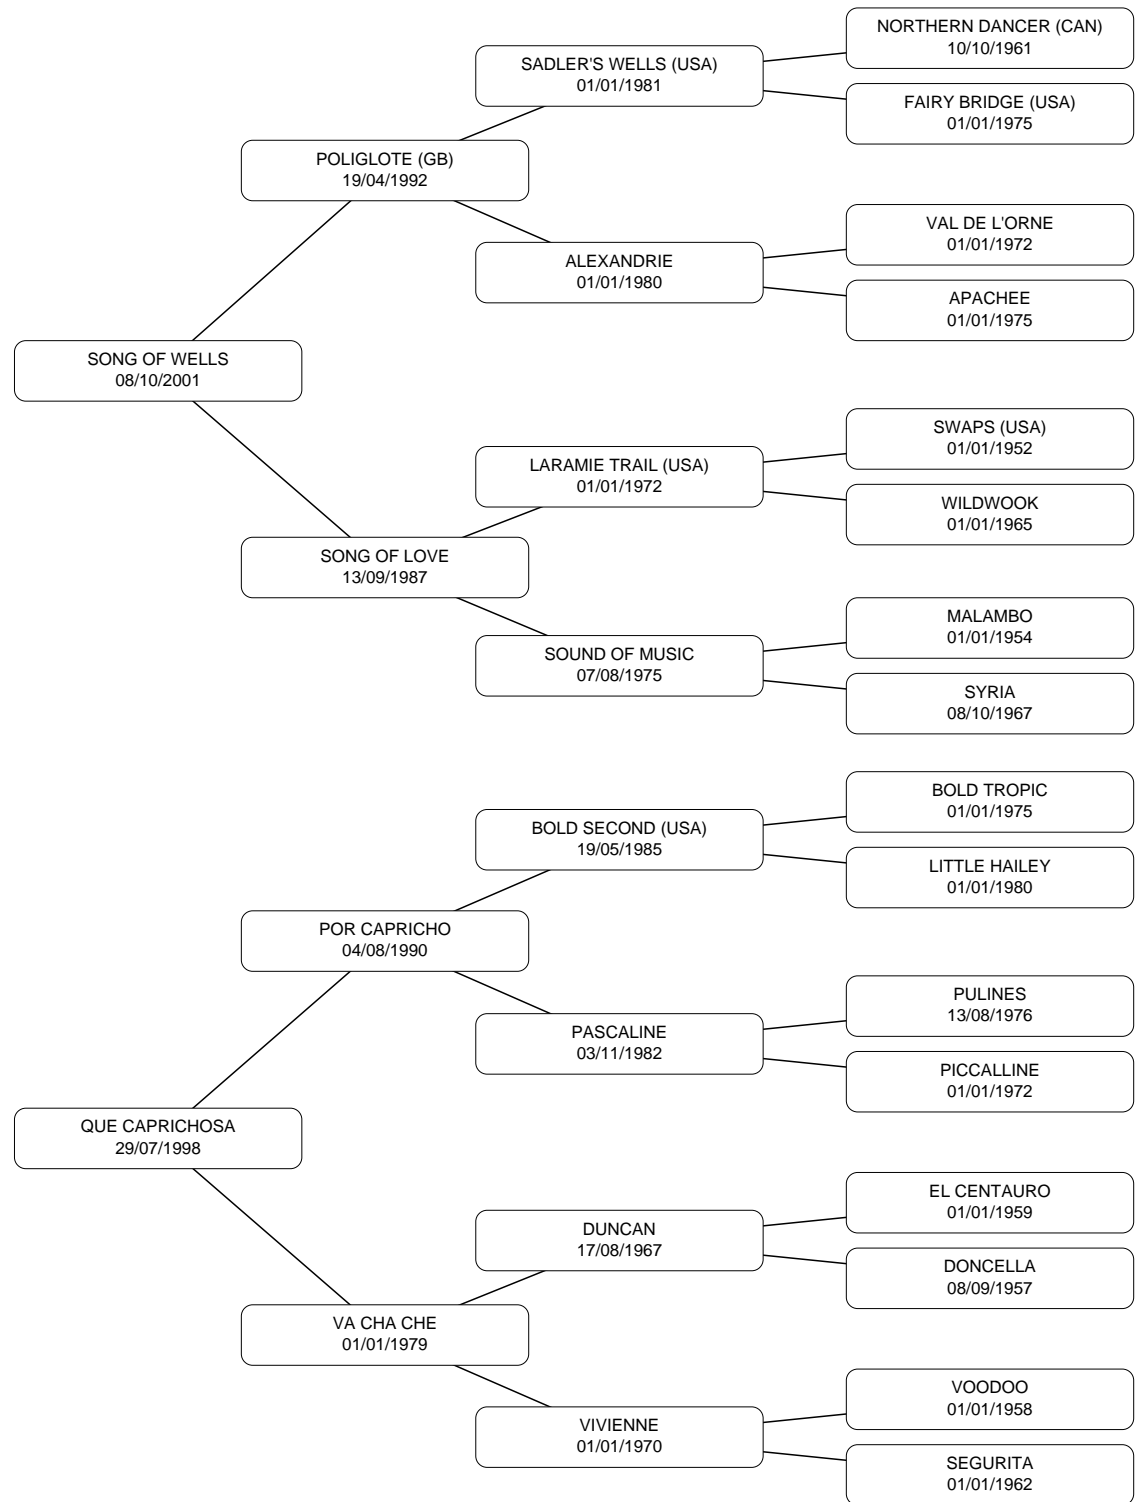 NORTHERN DANCER (CAN)
10/10/1961
SADLER'S WELLS (USA)
01/01/1981
FAIRY BRIDGE (USA)
01/01/1975
POLIGLOTE (GB)
19/04/1992
VAL DE L'ORNE
01/01/1972
ALEXANDRIE
01/01/1980
APACHEE
01/01/1975
SONG OF WELLS
08/10/2001
SWAPS (USA)
01/01/1952
LARAMIE TRAIL (USA)
01/01/1972
WILDWOOK
01/01/1965
SONG OF LOVE
13/09/1987
MALAMBO
01/01/1954
SOUND OF MUSIC
07/08/1975
SYRIA
08/10/1967
BOLD TROPIC
01/01/1975
BOLD SECOND (USA)
19/05/1985
LITTLE HAILEY
01/01/1980
POR CAPRICHO
04/08/1990
PULINES
13/08/1976
PASCALINE
03/11/1982
PICCALLINE
01/01/1972
QUE CAPRICHOSA
29/07/1998
EL CENTAURO
01/01/1959
DUNCAN
17/08/1967
DONCELLA
08/09/1957
VA CHA CHE
01/01/1979
VOODOO
01/01/1958
VIVIENNE
01/01/1970
SEGURITA
01/01/1962